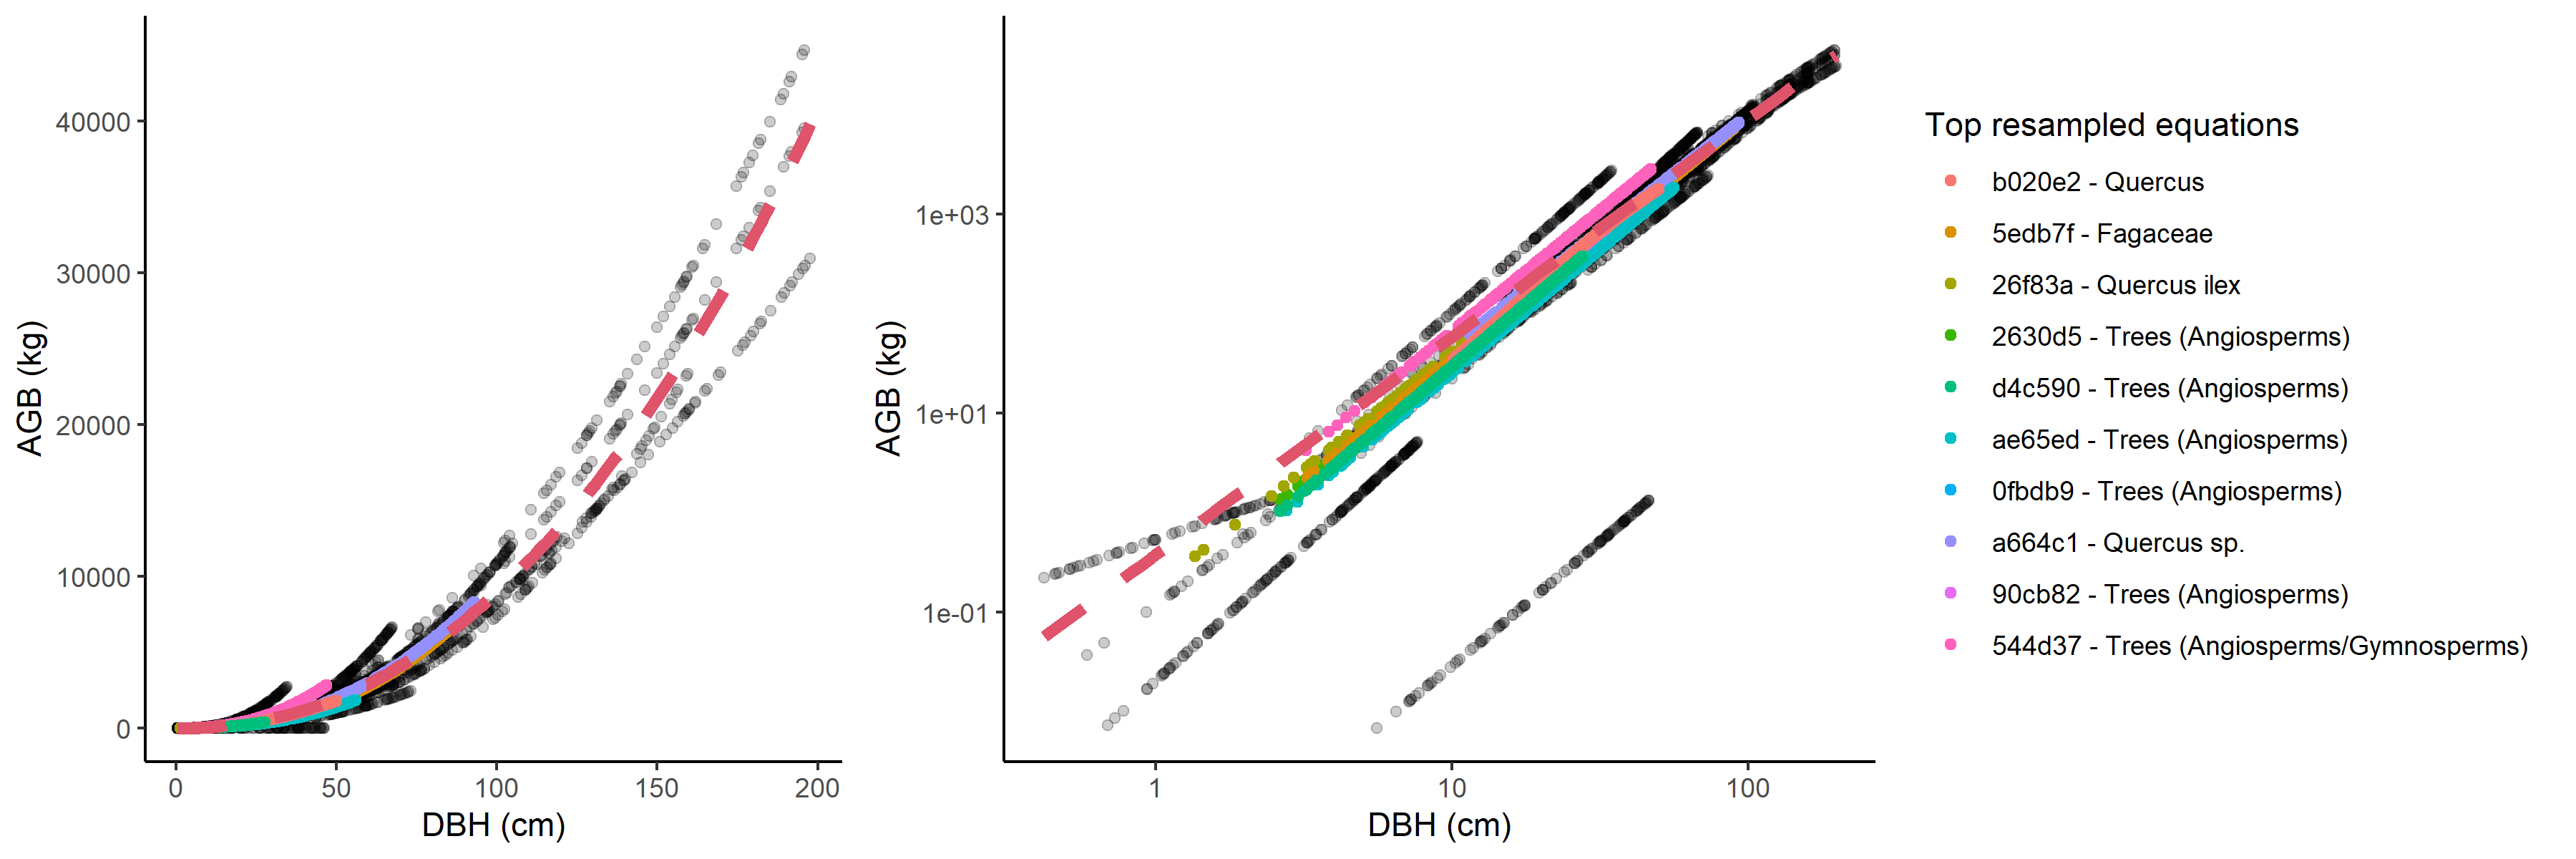 AGB (kg)
40000
30000
20000
10000
0
0 50 100 150 200
DBH (cm)
AGB (kg)
1e+03
1e+01
1e-01
1 10 100
DBH (cm)
Top resampled equations
b020e2 - Quercus
5edb7f - Fagaceae
26f83a - Quercus ilex
2630d5 - Trees (Angiosperms)
d4c590 - Trees (Angiosperms)
ae65ed - Trees (Angiosperms)
0fbdb9 - Trees (Angiosperms)
a664c1 - Quercus sp.
90cb82 - Trees (Angiosperms)
544d37 - Trees (Angiosperms/Gymnosperms)